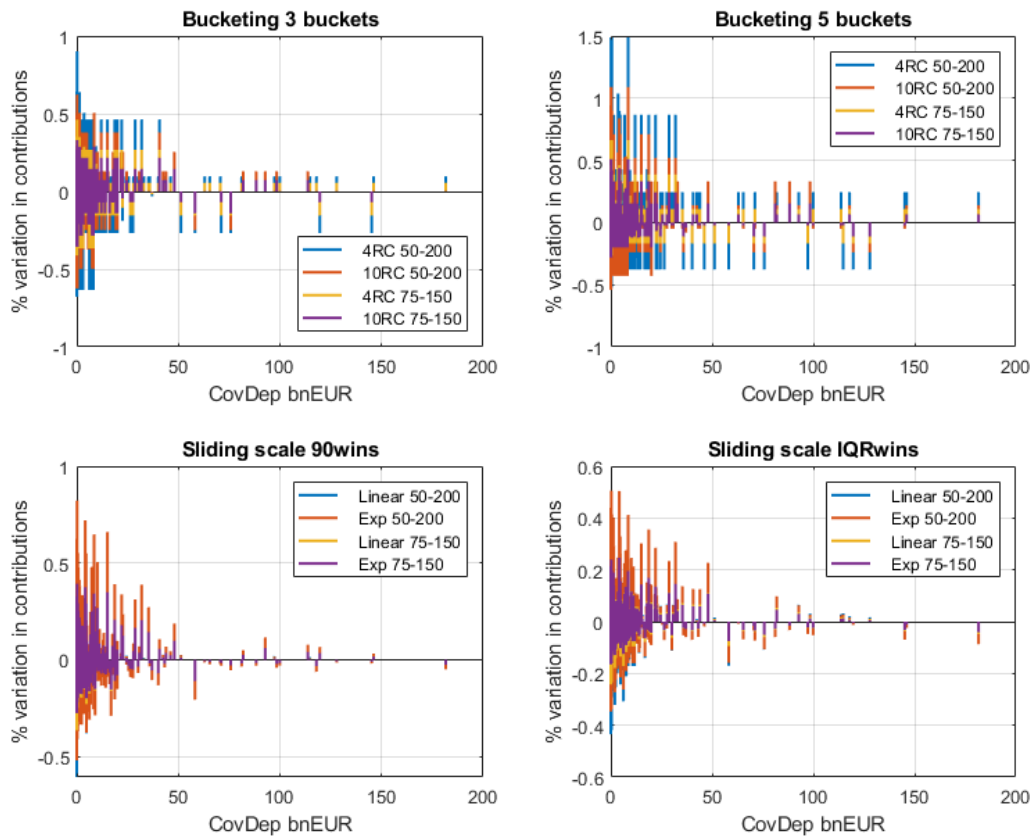 Bucketing 3 buckets
% variation in contributions
1
0.5
0
-0.5
-1
4RC 50-200
10RC 50-200
4RC 75-150
10RC 75-150
0 50 100 150 200
CovDep bnEUR
Bucketing 5 buckets
% variation in contributions
1.5
1
0.5
0
-0.5
-1
4RC 50-200
10RC 50-200
4RC 75-150
10RC 75-150
0 50 100 150 200
CovDep bnEUR
Sliding scale 90wins
% variation in contributions
1
0.5
0
-0.5
Linear 50-200
Exp 50-200
Linear 75-150
Exp 75-150
0 50 100 150 200
CovDep bnEUR
Sliding scale IQRwins
% variation in contributions
0.6
0.4
0.2
0
-0.2
-0.4
-0.6
Linear 50-200
Exp 50-200
Linear 75-150
Exp 75-150
0 50 100 150 200
CovDep bnEUR